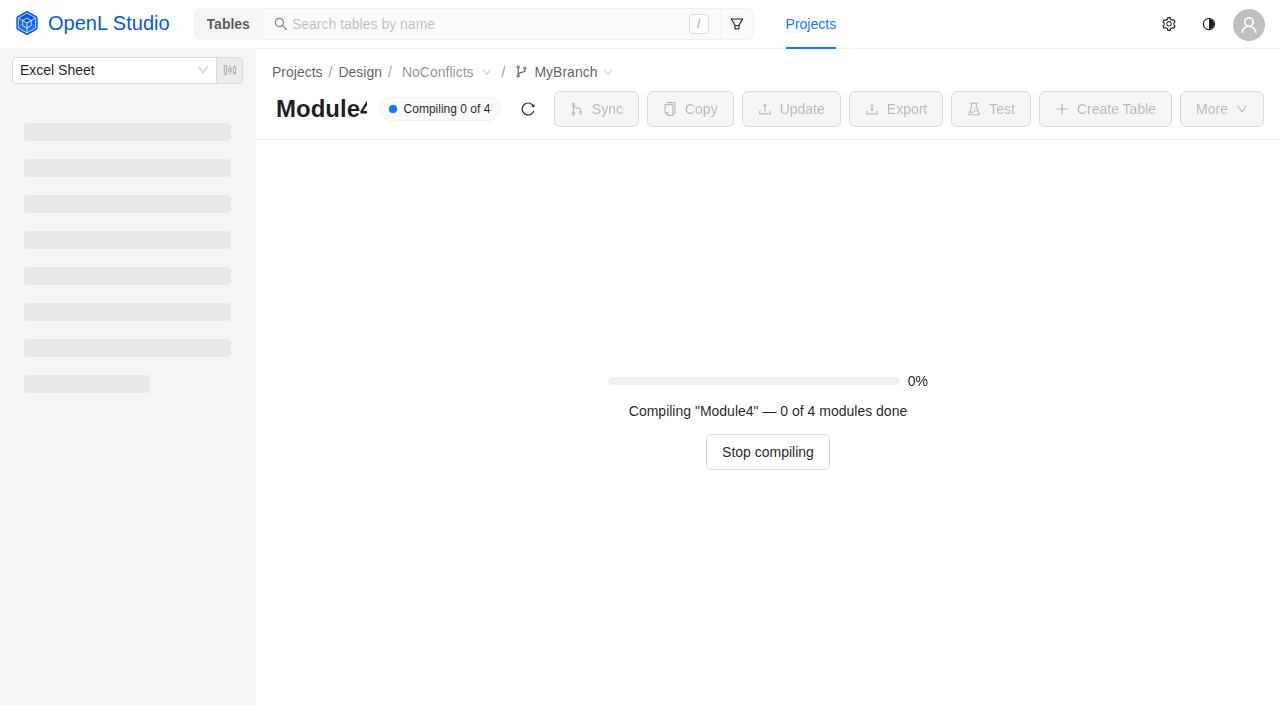 OpenL Studio
Tables
Search tables by name
/
Projects
Excel Sheet
Projects / Design / NoConflicts / MyBranch
Module4
Compiling 0 of 4
Sync
Copy
Update
Export
Test
Create Table
More
0%
Compiling "Module4" — 0 of 4 modules done
Stop compiling